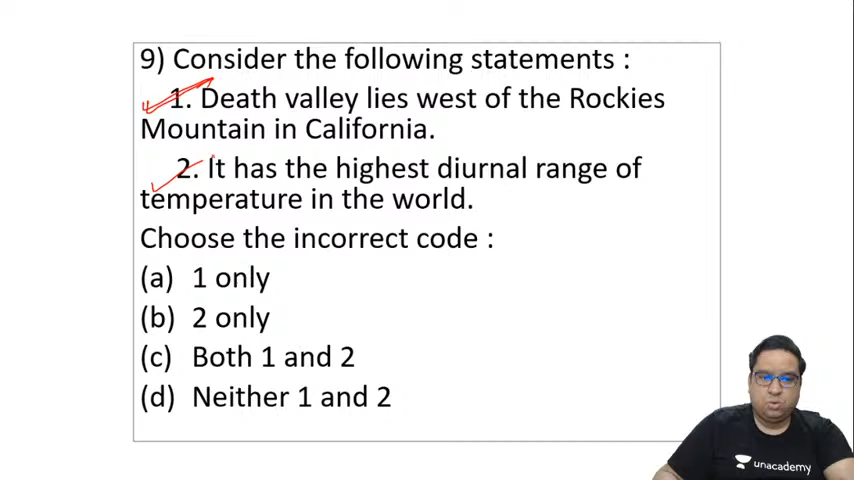 9) Consider the following statements :
1. Death valley lies west of the Rockies
Mountain in California.
2. It has the highest diurnal range of
temperature in the world.
Choose the incorrect code :
(a) 1 only
(b) 2 only
(c) Both 1 and 2
(d) Neither 1 and 2
unacademy